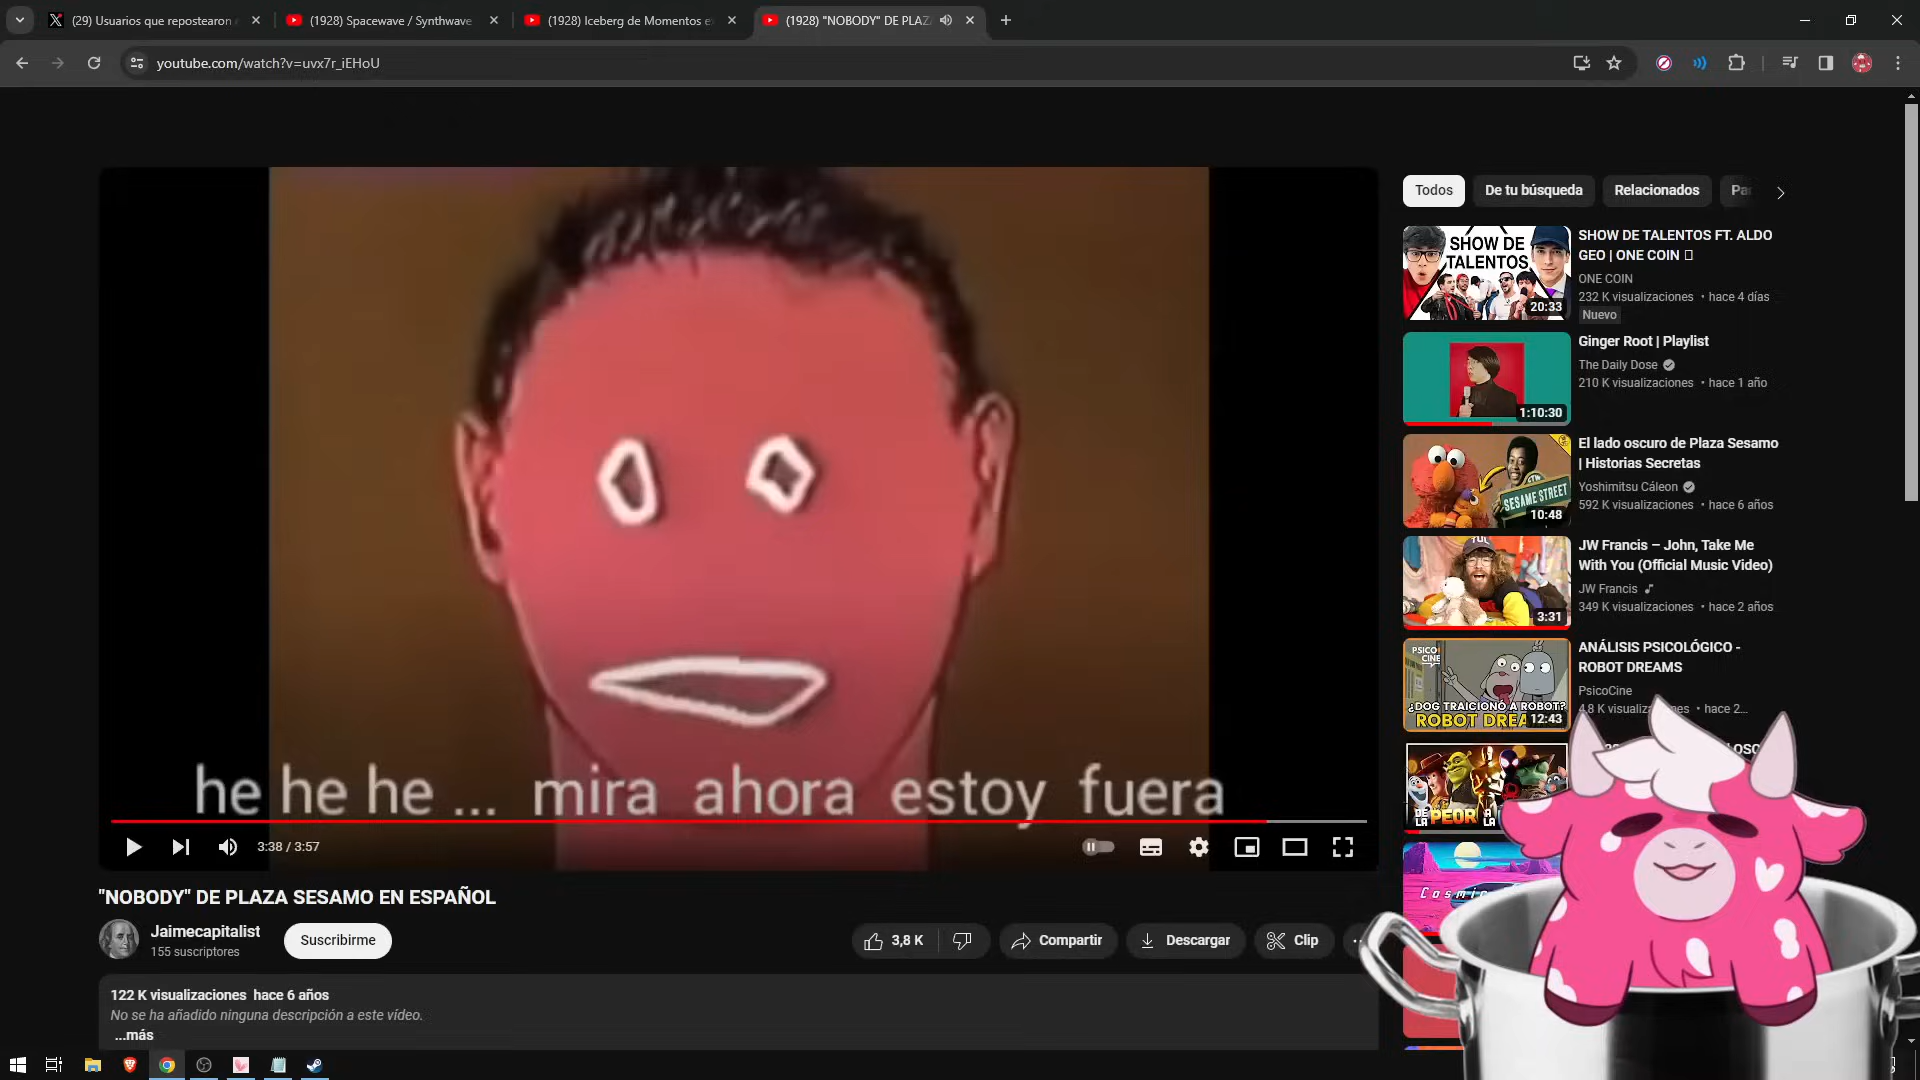 (29) Usuarios que repostearon
(1928) Spacewave / Synthwave
(1928) Iceberg de Momentos e
(1928) "NOBODY" DE PLAZA
youtube.com/watch?v=uvx7r_iEHoU
he he he ... mira ahora estoy fuera
3:38 / 3:57
"NOBODY" DE PLAZA SESAMO EN ESPAÑOL
Jaimecapitalist
155 suscriptores
Suscribirme
3,8 K
Compartir
Descargar
Clip
122 K visualizaciones hace 6 años
No se ha añadido ninguna descripción a este vídeo.
...más
Todos
De tu búsqueda
Relacionados
SHOW DE TALENTOS
20:33
SHOW DE TALENTOS FT. ALDO
GEO | ONE COIN
ONE COIN
232 K visualizaciones • hace 4 días
Nuevo
1:10:30
Ginger Root | Playlist
The Daily Dose
210 K visualizaciones • hace 1 año
SESAME STREET
10:48
El lado oscuro de Plaza Sesamo
| Historias Secretas
Yoshimitsu Cáleon
592 K visualizaciones • hace 6 años
3:31
JW Francis – John, Take Me
With You (Official Music Video)
JW Francis
349 K visualizaciones • hace 2 años
PSICO
CINE
¿DOG TRAICIONÓ A ROBOT?
ROBOT DREA
12:43
ANÁLISIS PSICOLÓGICO -
ROBOT DREAMS
PsicoCine
4,8 K • hace 2...
DE LA PEOR A LA
Cosmic